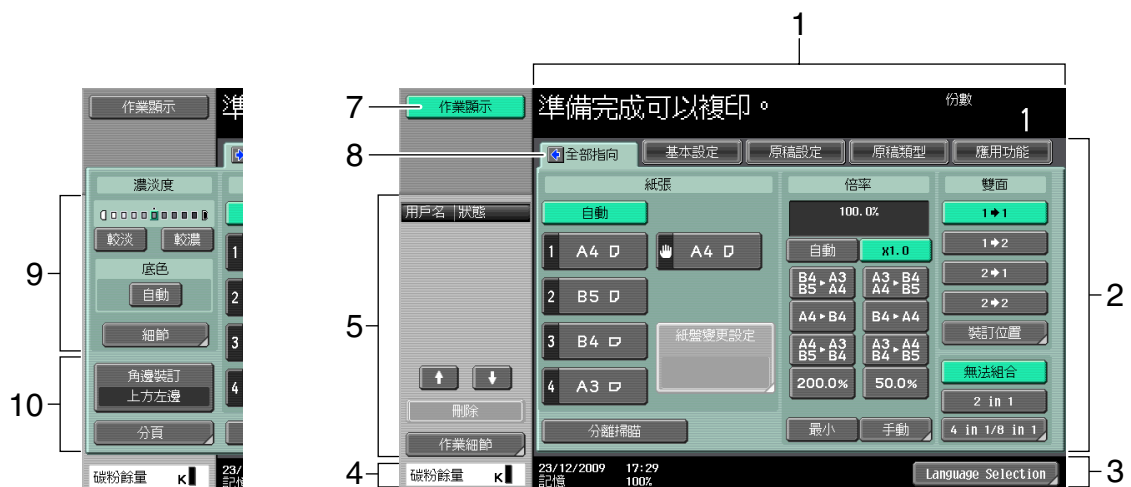 1
作業顯示
準
濃淡度
較淡
較濃
底色
自動
細節
角邊裝訂
上方左邊
分頁
碳粉餘量 K
1
2
3
4
23/
記憶
9
10
7
8
5
4
作業顯示
準備完成可以複印。
份數
1
全部指向
基本設定
原稿設定
原稿類型
應用功能
用戶名 狀態
刪除
作業細節
碳粉餘量 K
紙張
自動
1 A4
A4
2 B5
3 B4
4 A3
紙盤變更設定
分離掃瞄
倍率
100.0%
自動
x1.0
B4▸A3
B5▸A4
A3▸B4
A4▸B5
A4▸B4
B4▸A4
A4▸A3
B5▸B4
A3▸A4
B4▸B5
200.0%
50.0%
最小
手動
雙面
1➔1
1➔2
2➔1
2➔2
裝訂位置
無法組合
2 in 1
4 in 1/8 in 1
23/12/2009 17:29
記憶 100%
Language Selection
2
3